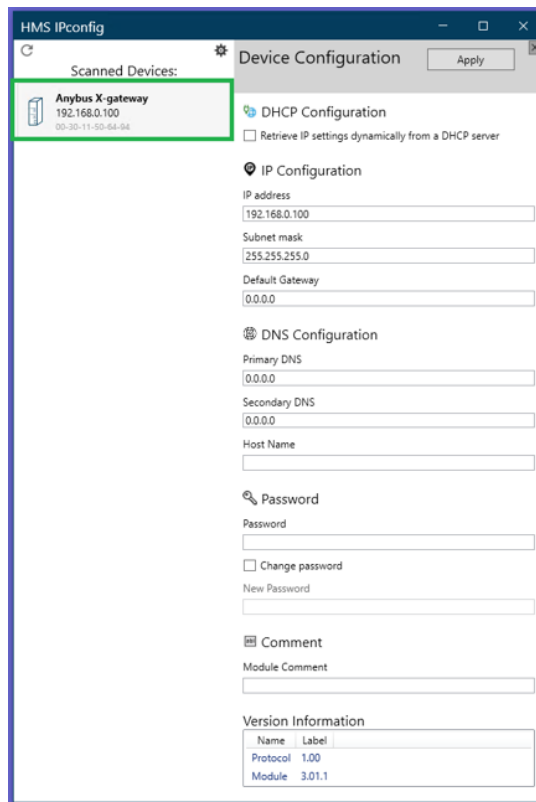 HMS IPconfig
Scanned Devices:
Anybus X-gateway
192.168.0.100
00-30-11-50-64-94
Device Configuration
Apply
DHCP Configuration
Retrieve IP settings dynamically from a DHCP server
IP Configuration
IP address
192.168.0.100
Subnet mask
255.255.255.0
Default Gateway
0.0.0.0
DNS Configuration
Primary DNS
0.0.0.0
Secondary DNS
0.0.0.0
Host Name
Password
Password
Change password
New Password
Comment
Module Comment
Version Information
Name Label
Protocol 1.00
Module 3.01.1